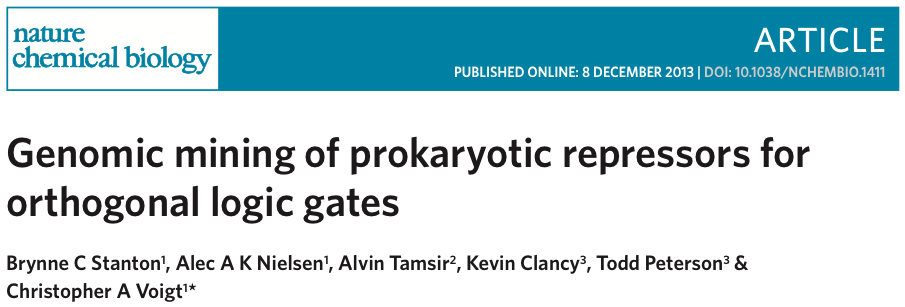 nature
chemical biology
ARTICLE
PUBLISHED ONLINE: 8 DECEMBER 2013 | DOI: 10.1038/NCHEMBIO.1411
Genomic mining of prokaryotic repressors for
orthogonal logic gates
Brynne C Stanton¹, Alec A K Nielsen¹, Alvin Tamsir², Kevin Clancy³, Todd Peterson³ &
Christopher A Voigt¹*